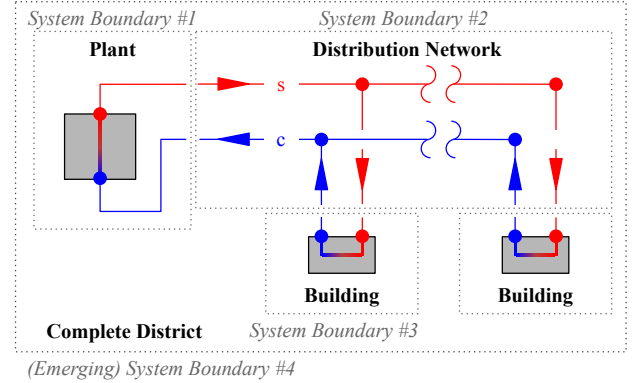 System Boundary #1
System Boundary #2
Plant
Distribution Network
s
c
Building
Building
Complete District
System Boundary #3
(Emerging) System Boundary #4